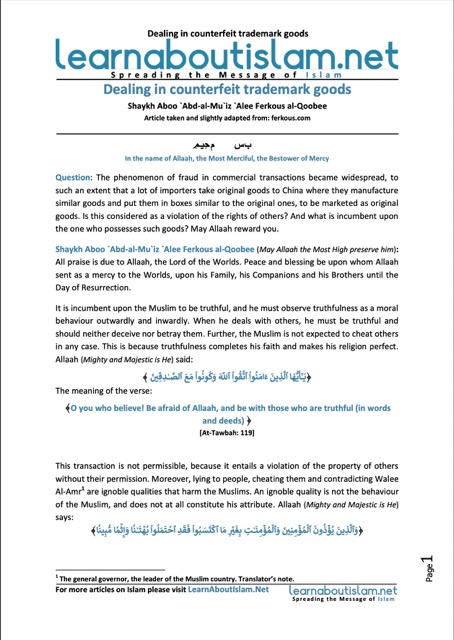 Dealing in counterfeit trademark goods
learnaboutislam.net
Spreading the Message of Islam
Dealing in counterfeit trademark goods
Shaykh Aboo `Abd-al-Mu`iz `Alee Ferkous al-Qoobee
Article taken and slightly adapted from: ferkous.com
In the name of Allaah, the Most Merciful, the Bestower of Mercy
Question: The phenomenon of fraud in commercial transactions became widespread, to
such an extent that a lot of importers take original goods to China where they manufacture
similar goods and put them in boxes similar to the original ones, to be marketed as original
goods. Is this considered as a violation of the rights of others? And what is incumbent upon
the one who possesses such goods? May Allaah reward you.
Shaykh Aboo `Abd-al-Mu`iz `Alee Ferkous al-Qoobee (May Allaah the Most High preserve him):
All praise is due to Allaah, the Lord of the Worlds. Peace and blessing be upon whom Allaah
sent as a mercy to the Worlds, upon his Family, his Companions and his Brothers until the
Day of Resurrection.
It is incumbent upon the Muslim to be truthful, and he must observe truthfulness as a moral
behaviour outwardly and inwardly. When he deals with others, he must be truthful and
should neither deceive nor betray them. Further, the Muslim is not expected to cheat others
in any case. This is because truthfulness completes his faith and makes his religion perfect.
Allaah (Mighty and Majestic is He) said:
﴿يَـٰٓأَيُّهَا ٱلَّذِينَ ءَامَنُوا۟ ٱتَّقُوا۟ ٱللَّهَ وَكُونُوا۟ مَعَ ٱلصَّـٰدِقِينَ﴾
The meaning of the verse:
﴾O you who believe! Be afraid of Allaah, and be with those who are truthful (in words
and deeds) ﴿
[At-Tawbah: 119]
This transaction is not permissible, because it entails a violation of the property of others
without their permission. Moreover, lying to people, cheating them and contradicting Walee
Al-Amr1 are ignoble qualities that harm the Muslims. An ignoble quality is not the behaviour
of the Muslim, and does not at all constitute his attribute. Allaah (Mighty and Majestic is He)
says:
﴿وَٱلَّذِينَ يُؤْذُونَ ٱلْمُؤْمِنِينَ وَٱلْمُؤْمِنَـٰتِ بِغَيْرِ مَا ٱكْتَسَبُوا۟ فَقَدِ ٱحْتَمَلُوا۟ بُهْتَـٰنًا وَإِثْمًا مُّبِينًا﴾
1 The general governor, the leader of the Muslim country. Translator's note.
For more articles on Islam please visit LearnAboutIslam.Net
learnaboutislam.net
Spreading the Message of Islam
Page 1